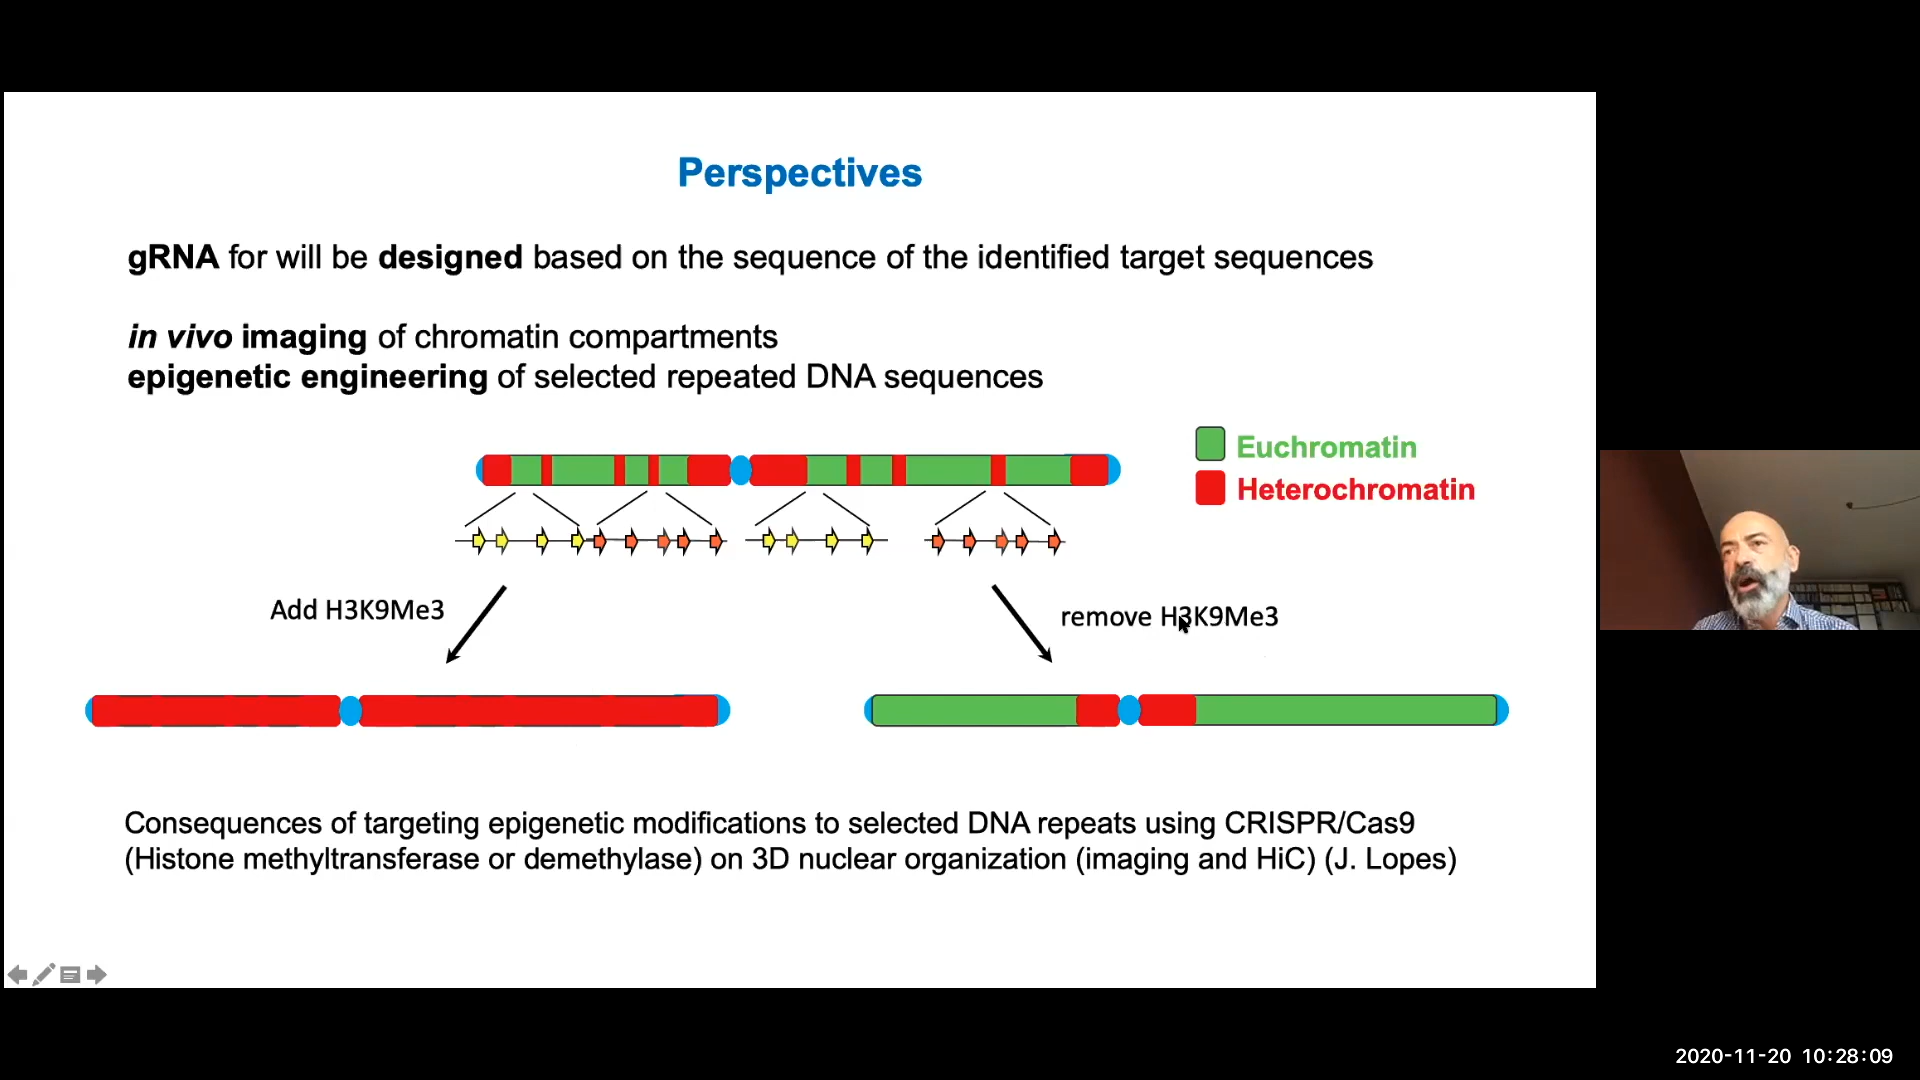 Perspectives
gRNA for will be designed based on the sequence of the identified target sequences
in vivo imaging of chromatin compartments
epigenetic engineering of selected repeated DNA sequences
Euchromatin
Heterochromatin
Add H3K9Me3
remove H3K9Me3
Consequences of targeting epigenetic modifications to selected DNA repeats using CRISPR/Cas9
(Histone methyltransferase or demethylase) on 3D nuclear organization (imaging and HiC) (J. Lopes)
2020-11-20 10:28:09